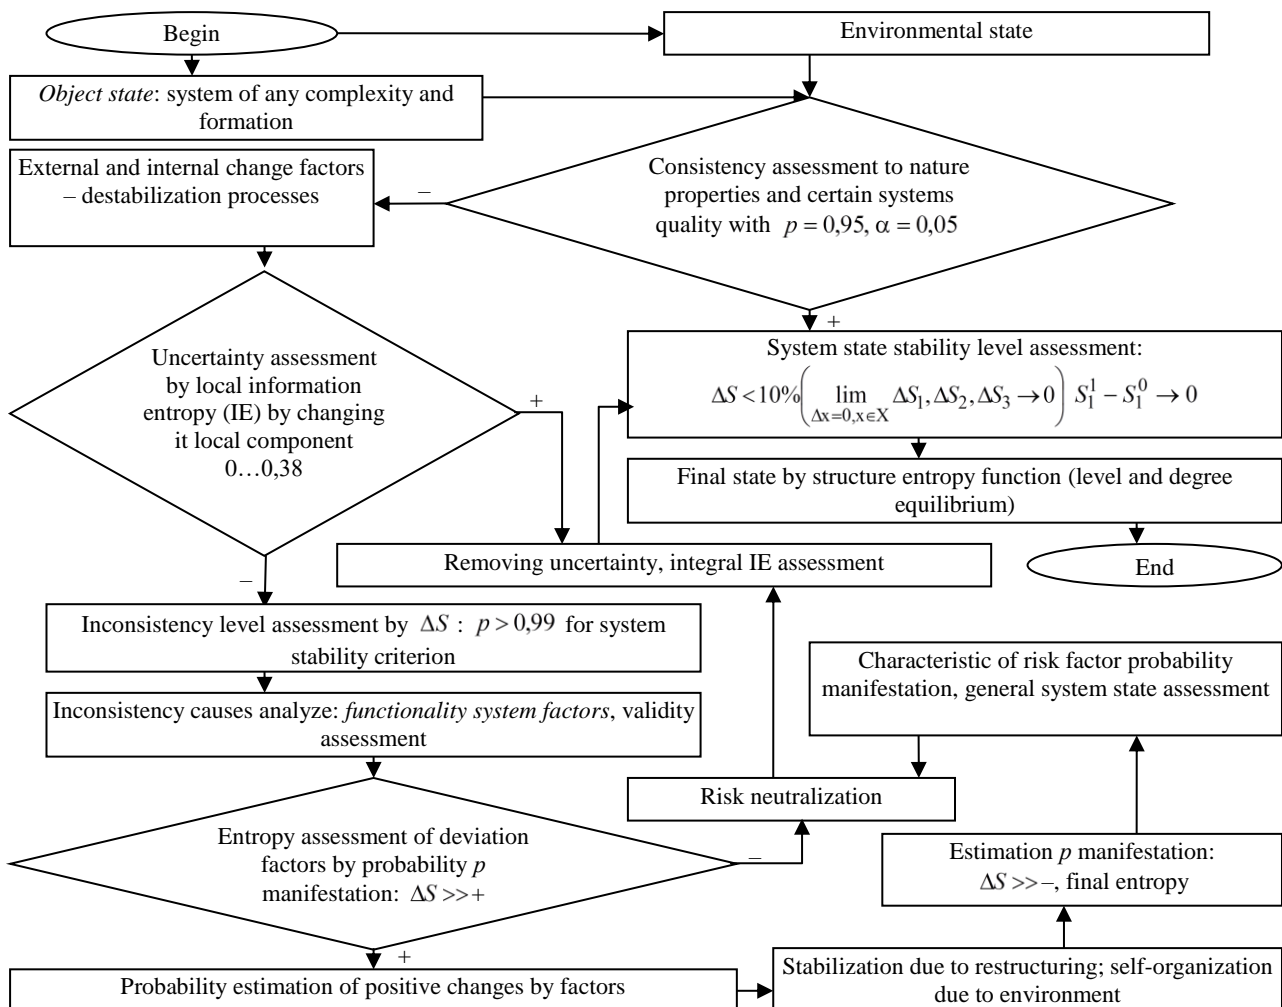 Begin
Environmental state
Object state: system of any complexity and
formation
External and internal change factors
– destabilization processes
–
Consistency assessment to nature
properties and certain systems
quality with p = 0,95, α = 0,05
+
Uncertainty assessment
by local information
entropy (IE) by changing
it local component
0…0,38
+
–
System state stability level assessment:
ΔS < 10% ( lim ΔS₁, ΔS₂, ΔS₃ → 0 ) S₁¹ − S₁⁰ → 0
Δx=0,x∈X
Final state by structure entropy function (level and degree
equilibrium)
End
Removing uncertainty, integral IE assessment
Inconsistency level assessment by ΔS : p > 0,99 for system
stability criterion
Inconsistency causes analyze: functionality system factors, validity
assessment
Characteristic of risk factor probability
manifestation, general system state assessment
Risk neutralization
Entropy assessment of deviation
factors by probability p
manifestation: ΔS >> +
–
+
Estimation p manifestation:
ΔS >> –, final entropy
Probability estimation of positive changes by factors
Stabilization due to restructuring; self-organization
due to environment